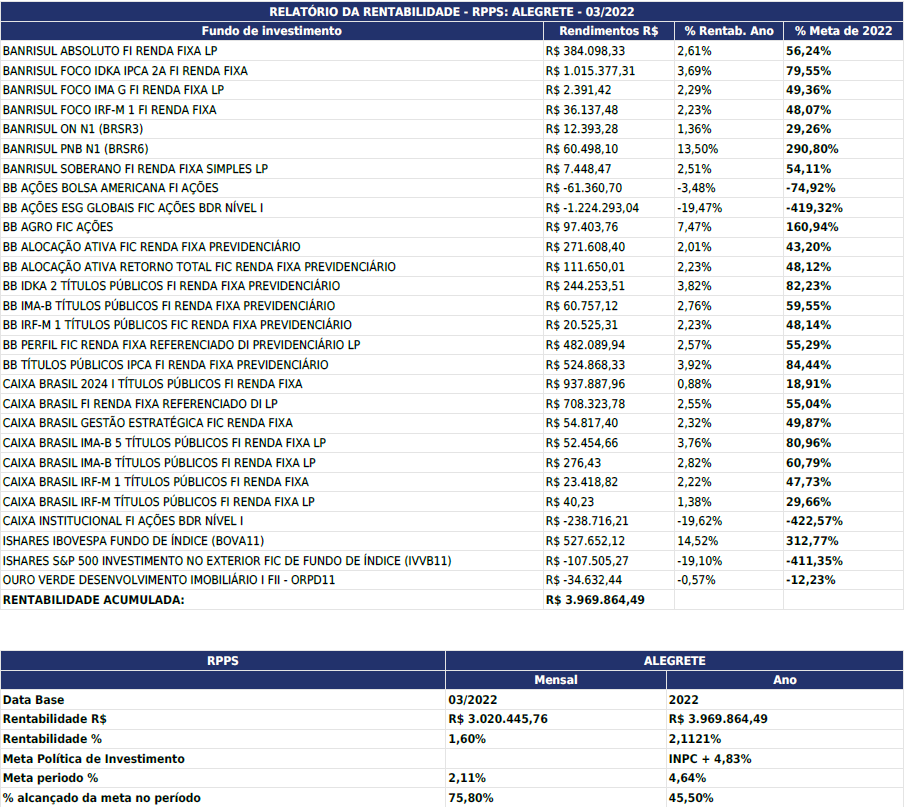 RELATÓRIO DA RENTABILIDADE - RPPS: ALEGRETE - 03/2022
Fundo de investimento Rendimentos R$ % Rentab. Ano % Meta de 2022
BANRISUL ABSOLUTO FI RENDA FIXA LP R$ 384.098,33 2,61% 56,24%
BANRISUL FOCO IDKA IPCA 2A FI RENDA FIXA R$ 1.015.377,31 3,69% 79,55%
BANRISUL FOCO IMA G FI RENDA FIXA LP R$ 2.391,42 2,29% 49,36%
BANRISUL FOCO IRF-M 1 FI RENDA FIXA R$ 36.137,48 2,23% 48,07%
BANRISUL ON N1 (BRSR3) R$ 12.393,28 1,36% 29,26%
BANRISUL PNB N1 (BRSR6) R$ 60.498,10 13,50% 290,80%
BANRISUL SOBERANO FI RENDA FIXA SIMPLES LP R$ 7.448,47 2,51% 54,11%
BB AÇÕES BOLSA AMERICANA FI AÇÕES R$ -61.360,70 -3,48% -74,92%
BB AÇÕES ESG GLOBAIS FIC AÇÕES BDR NÍVEL I R$ -1.224.293,04 -19,47% -419,32%
BB AGRO FIC AÇÕES R$ 97.403,76 7,47% 160,94%
BB ALOCAÇÃO ATIVA FIC RENDA FIXA PREVIDENCIÁRIO R$ 271.608,40 2,01% 43,20%
BB ALOCAÇÃO ATIVA RETORNO TOTAL FIC RENDA FIXA PREVIDENCIÁRIO R$ 111.650,01 2,23% 48,12%
BB IDKA 2 TÍTULOS PÚBLICOS FI RENDA FIXA PREVIDENCIÁRIO R$ 244.253,51 3,82% 82,23%
BB IMA-B TÍTULOS PÚBLICOS FI RENDA FIXA PREVIDENCIÁRIO R$ 60.757,12 2,76% 59,55%
BB IRF-M 1 TÍTULOS PÚBLICOS FIC RENDA FIXA PREVIDENCIÁRIO R$ 20.525,31 2,23% 48,14%
BB PERFIL FIC RENDA FIXA REFERENCIADO DI PREVIDENCIÁRIO LP R$ 482.089,94 2,57% 55,29%
BB TÍTULOS PÚBLICOS IPCA FI RENDA FIXA PREVIDENCIÁRIO R$ 524.868,33 3,92% 84,44%
CAIXA BRASIL 2024 I TÍTULOS PÚBLICOS FI RENDA FIXA R$ 937.887,96 0,88% 18,91%
CAIXA BRASIL FI RENDA FIXA REFERENCIADO DI LP R$ 708.323,78 2,55% 55,04%
CAIXA BRASIL GESTÃO ESTRATÉGICA FIC RENDA FIXA R$ 54.817,40 2,32% 49,87%
CAIXA BRASIL IMA-B 5 TÍTULOS PÚBLICOS FI RENDA FIXA LP R$ 52.454,66 3,76% 80,96%
CAIXA BRASIL IMA-B TÍTULOS PÚBLICOS FI RENDA FIXA LP R$ 276,43 2,82% 60,79%
CAIXA BRASIL IRF-M 1 TÍTULOS PÚBLICOS FI RENDA FIXA R$ 23.418,82 2,22% 47,73%
CAIXA BRASIL IRF-M TÍTULOS PÚBLICOS FI RENDA FIXA LP R$ 40,23 1,38% 29,66%
CAIXA INSTITUCIONAL FI AÇÕES BDR NÍVEL I R$ -238.716,21 -19,62% -422,57%
ISHARES IBOVESPA FUNDO DE ÍNDICE (BOVA11) R$ 527.652,12 14,52% 312,77%
ISHARES S&P 500 INVESTIMENTO NO EXTERIOR FIC DE FUNDO DE ÍNDICE (IVVB11) R$ -107.505,27 -19,10% -411,35%
OURO VERDE DESENVOLVIMENTO IMOBILIÁRIO I FII - ORPD11 R$ -34.632,44 -0,57% -12,23%
RENTABILIDADE ACUMULADA: R$ 3.969.864,49
RPPS ALEGRETE
Mensal Ano
Data Base 03/2022 2022
Rentabilidade R$ R$ 3.020.445,76 R$ 3.969.864,49
Rentabilidade % 1,60% 2,1121%
Meta Política de Investimento INPC + 4,83%
Meta periodo % 2,11% 4,64%
% alcançado da meta no período 75,80% 45,50%